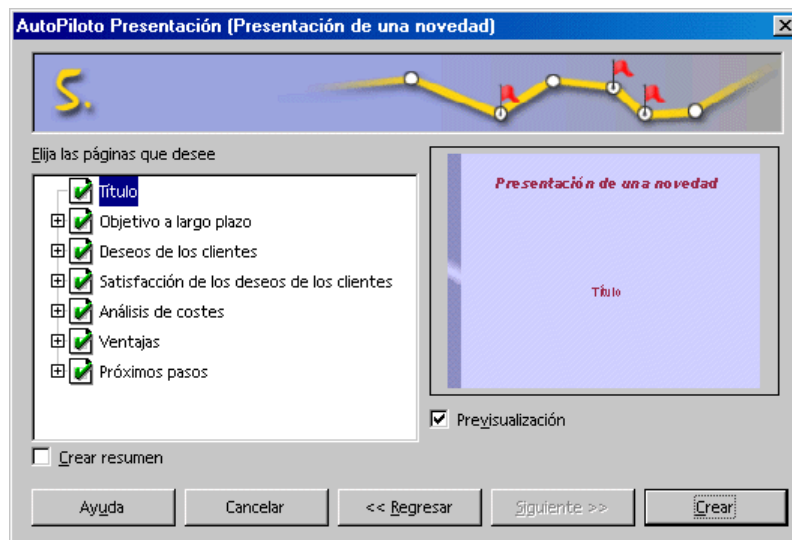 AutoPiloto Presentación (Presentación de una novedad)
5.
Elija las páginas que desee
Título
Objetivo a largo plazo
Deseos de los clientes
Satisfacción de los deseos de los clientes
Análisis de costes
Ventajas
Próximos pasos
Presentación de una novedad
Título
Previsualización
Crear resumen
Ayuda
Cancelar
<< Regresar
Siguiente >>
Crear